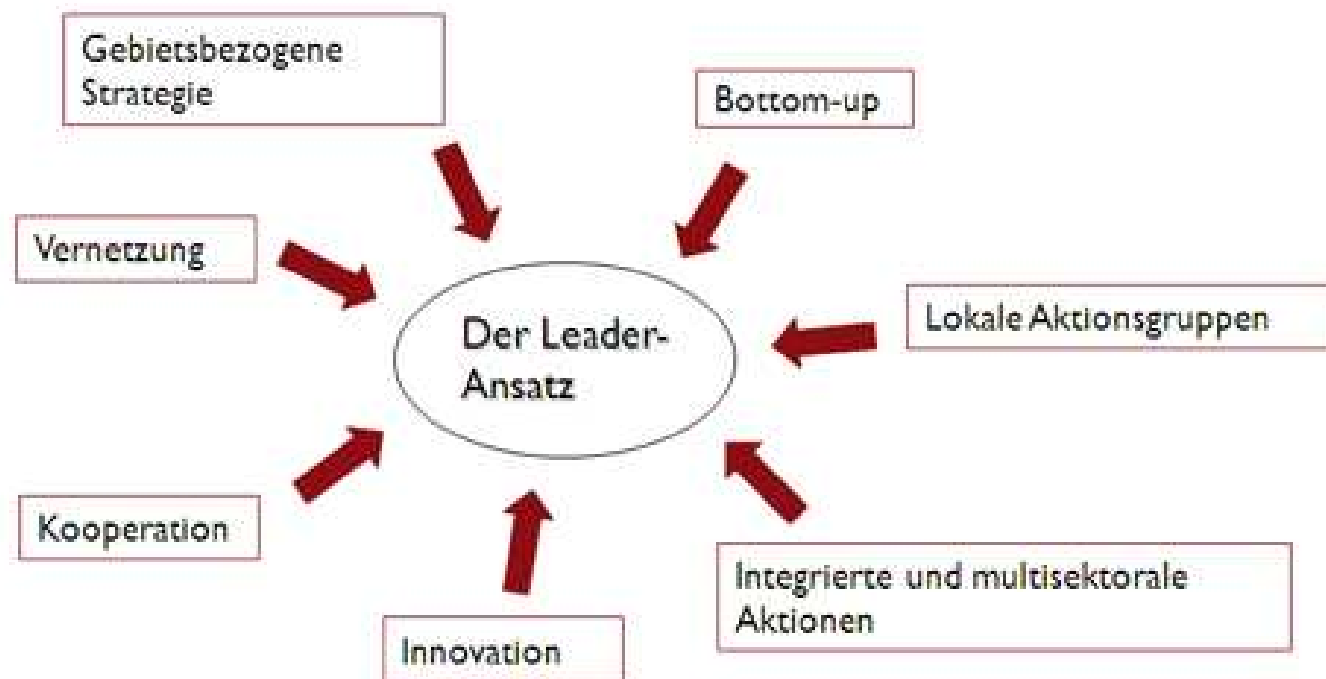 Gebietsbezogene
Strategie
Bottom-up
Vernetzung
Lokale Aktionsgruppen
Der Leader-
Ansatz
Kooperation
Integrierte und multisektorale
Aktionen
Innovation